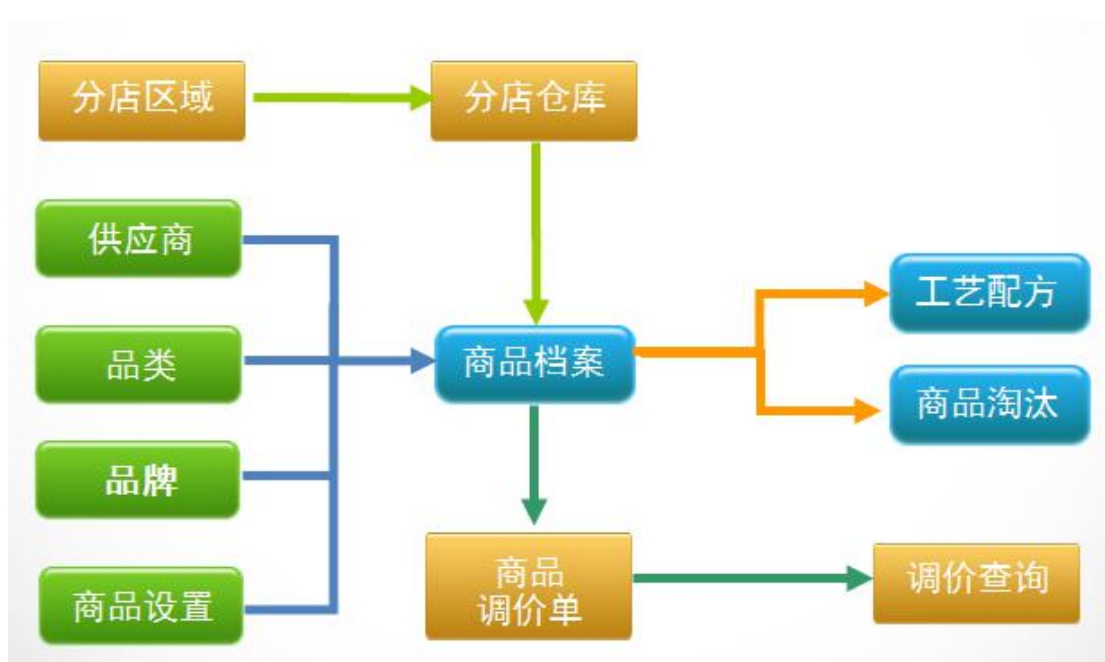 分店区域
分店仓库
供应商
品类
品牌
商品设置
商品档案
工艺配方
商品淘汰
商品
调价单
调价查询